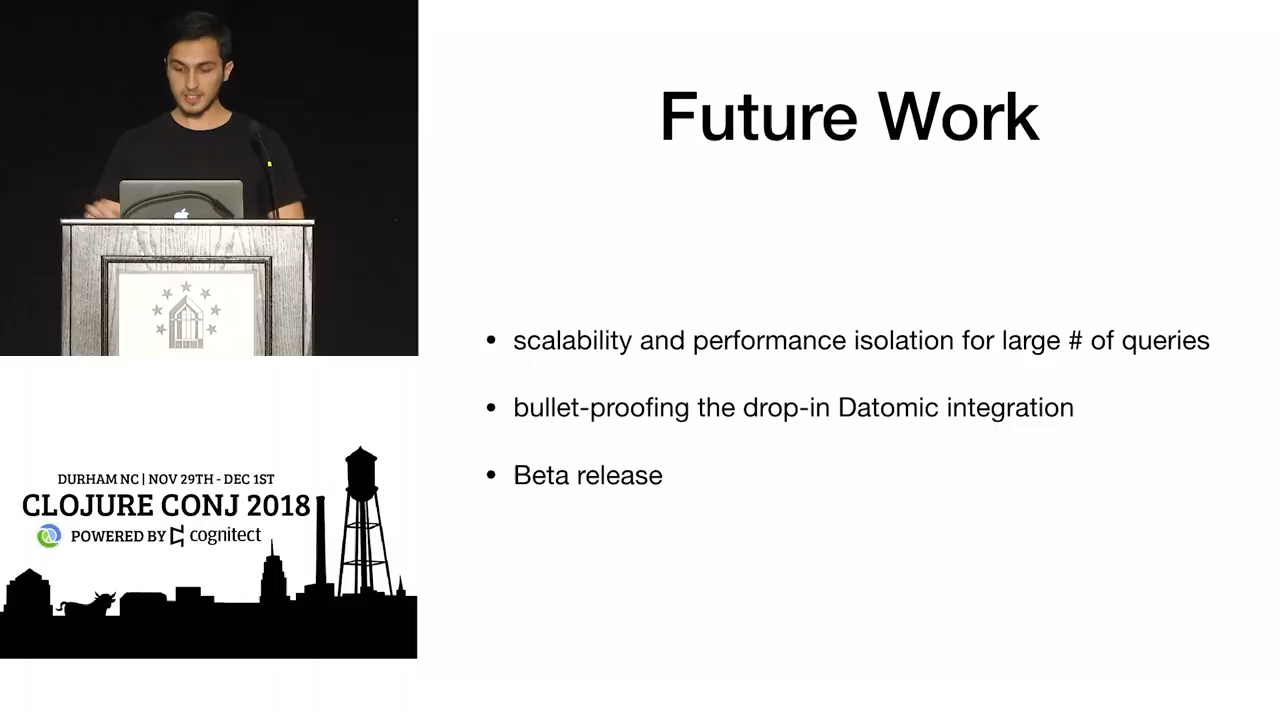 Future Work
• scalability and performance isolation for large # of queries
• bullet-proofing the drop-in Datomic integration
• Beta release
DURHAM NC | NOV 29TH - DEC 1ST
CLOJURE CONJ 2018
POWERED BY cognitect